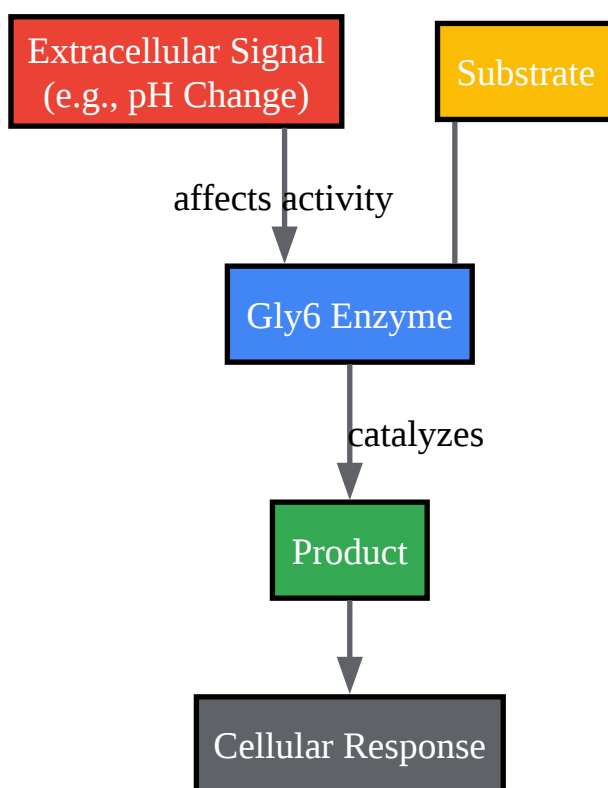 Extracellular Signal
(e.g., pH Change)
Substrate
affects activity
Gly6 Enzyme
catalyzes
Product
Cellular Response